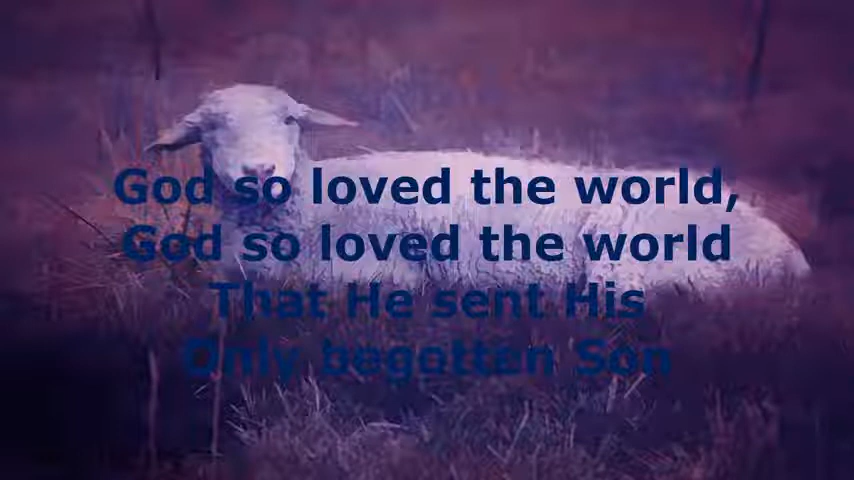 God so loved the world,
God so loved the world
That He sent His
Only begotten Son